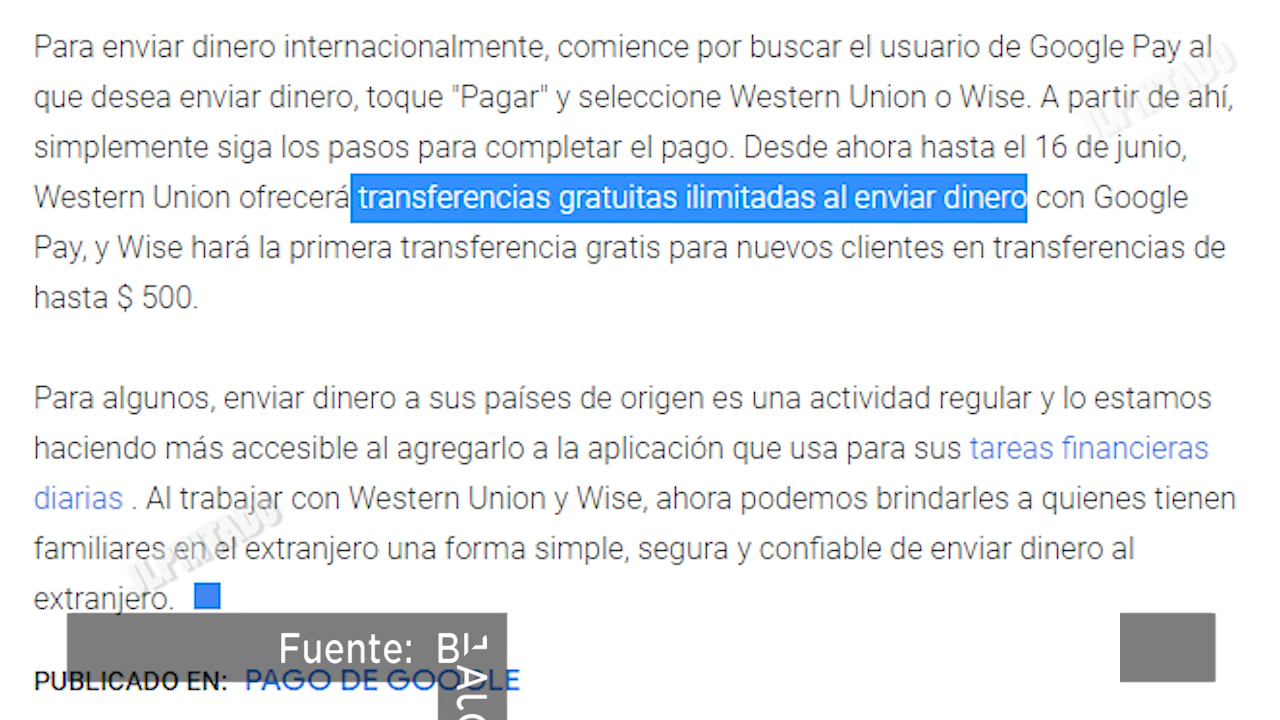 Para enviar dinero internacionalmente, comience por buscar el usuario de Google Pay al
que desea enviar dinero, toque "Pagar" y seleccione Western Union o Wise. A partir de ahí,
simplemente siga los pasos para completar el pago. Desde ahora hasta el 16 de junio,
Western Union ofrecerá transferencias gratuitas ilimitadas al enviar dinero con Google
Pay, y Wise hará la primera transferencia gratis para nuevos clientes en transferencias de
hasta $ 500.
Para algunos, enviar dinero a sus países de origen es una actividad regular y lo estamos
haciendo más accesible al agregarlo a la aplicación que usa para sus tareas financieras
diarias . Al trabajar con Western Union y Wise, ahora podemos brindarles a quienes tienen
familiares en el extranjero una forma simple, segura y confiable de enviar dinero al
extranjero.
Fuente:
PUBLICADO EN: PAGO DE GOOGLE
JLPINTADO
JLPINTADO